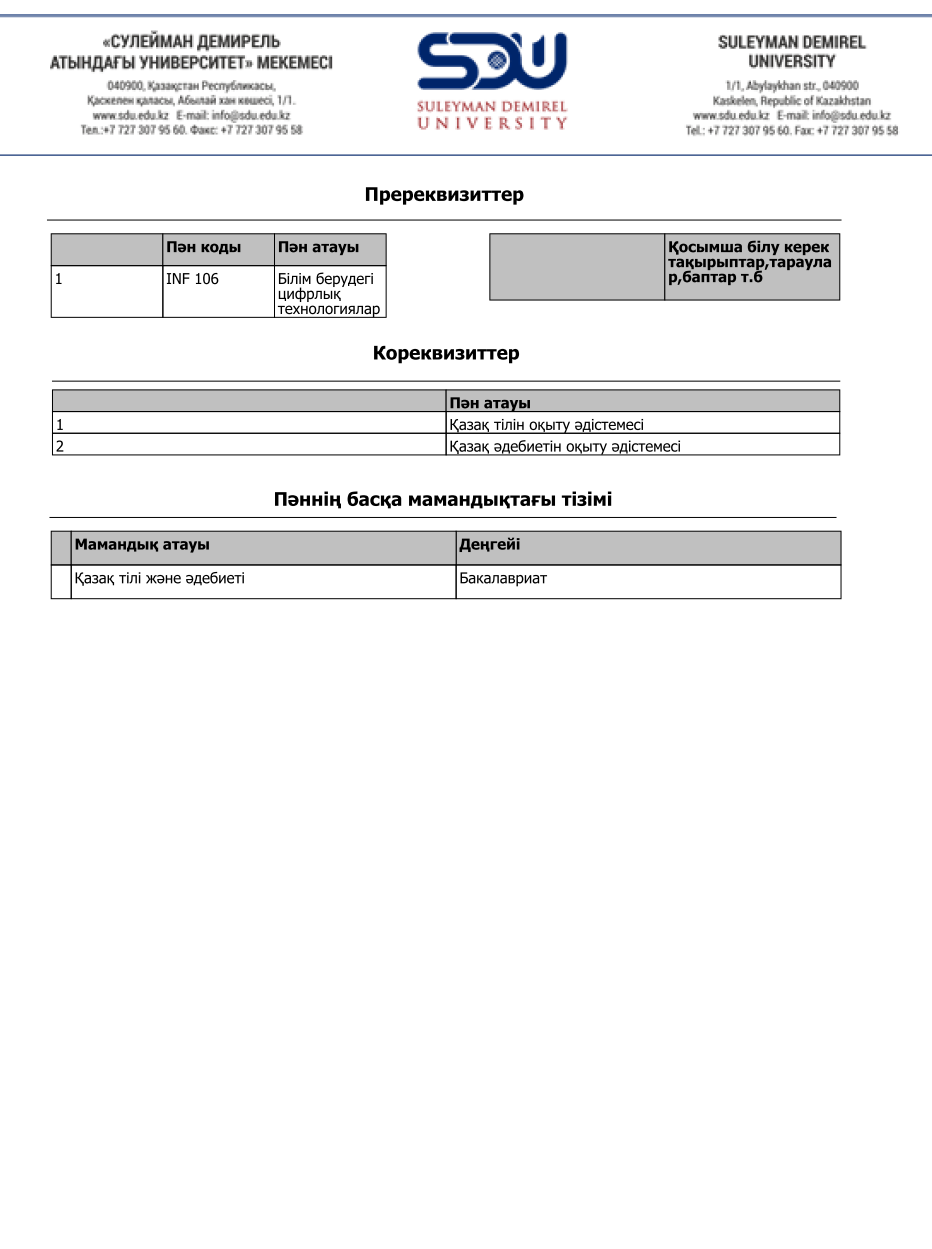 «СУЛЕЙМАН ДЕМИРЕЛЬ
АТЫНДАҒЫ УНИВЕРСИТЕТ» МЕКЕМЕСІ
040900, Қазақстан Республикасы,
Қаскелен қаласы, Абылай хан көшесі, 1/1.
www.sdu.edu.kz E-mail: info@sdu.edu.kz
Тел.:+7 727 307 95 60. Факс: +7 727 307 95 58
SDU
SULEYMAN DEMIREL
UNIVERSITY
SULEYMAN DEMIREL
UNIVERSITY
1/1, Abylaykhan str., 040900
Kaskelen, Republic of Kazakhstan
www.sdu.edu.kz E-mail: info@sdu.edu.kz
Tel.: +7 727 307 95 60. Fax: +7 727 307 95 58
Пререквизиттер
Пән коды Пән атауы
1 INF 106 Білім берудегі
цифрлық
технологиялар
Қосымша білу керек
тақырыптар,тараула
р,баптар т.б
Кореквизиттер
Пән атауы
1 Қазақ тілін оқыту әдістемесі
2 Қазақ әдебиетін оқыту әдістемесі
Пәннің басқа мамандықтағы тізімі
Мамандық атауы Деңгейі
Қазақ тілі және әдебиеті Бакалавриат